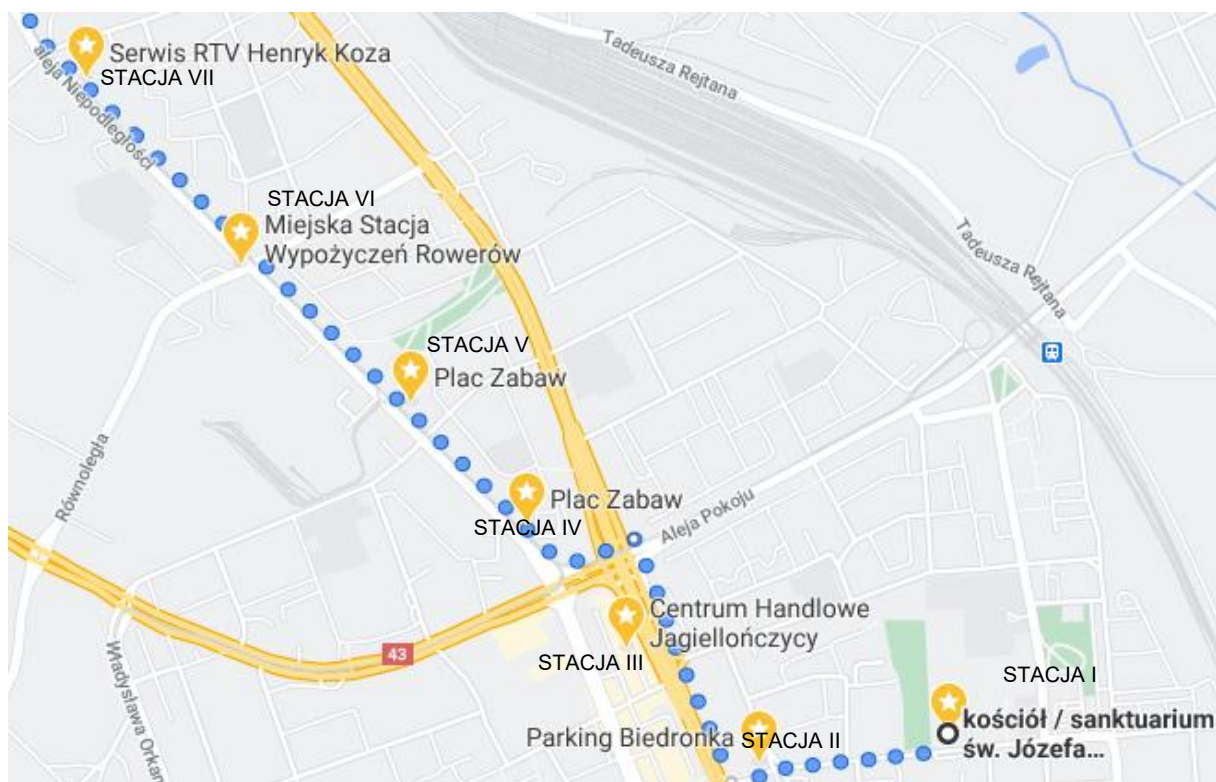 Serwis RTV Henryk Koza
STACJA VII
aleja Niepodległości
Tadeusza Rejtana
STACJA VI
Miejska Stacja
Wypożyczeń Rowerów
Tadeusza Rejtana
STACJA V
Plac Zabaw
Równoległa
Plac Zabaw
STACJA IV
Aleja Pokoju
Centrum Handlowe
Jagiellończycy
43
STACJA III
Władysława Orkan
STACJA I
kościół / sanktuarium
św. Józefa...
Parking Biedronka
STACJA II